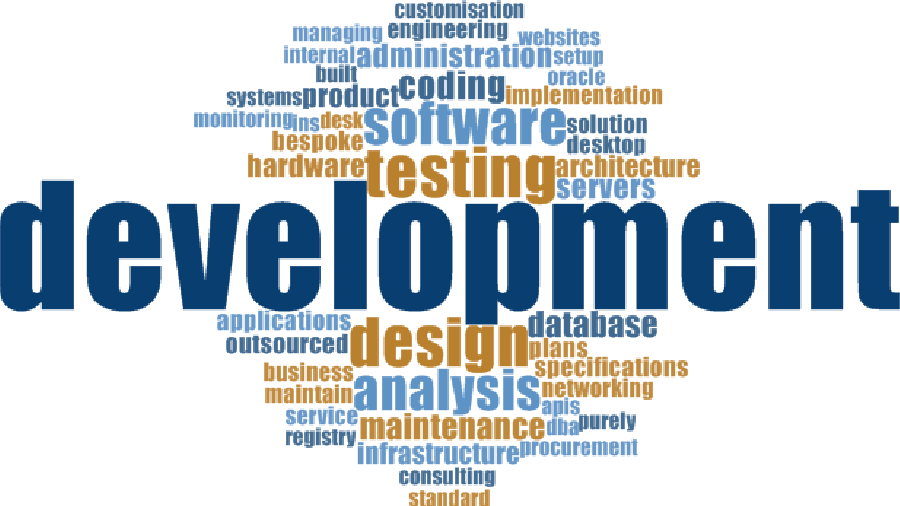 customisation
managing engineering websites
internal administration setup
built coding oracle
systems product implementation
monitoring ins desk software solution
bespoke desktop
hardware testing architecture
servers
development
applications database
outsourced design plans
business specifications
maintain analysis networking
service apis
registry maintenance dba purely
infrastructure procurement
consulting
standard